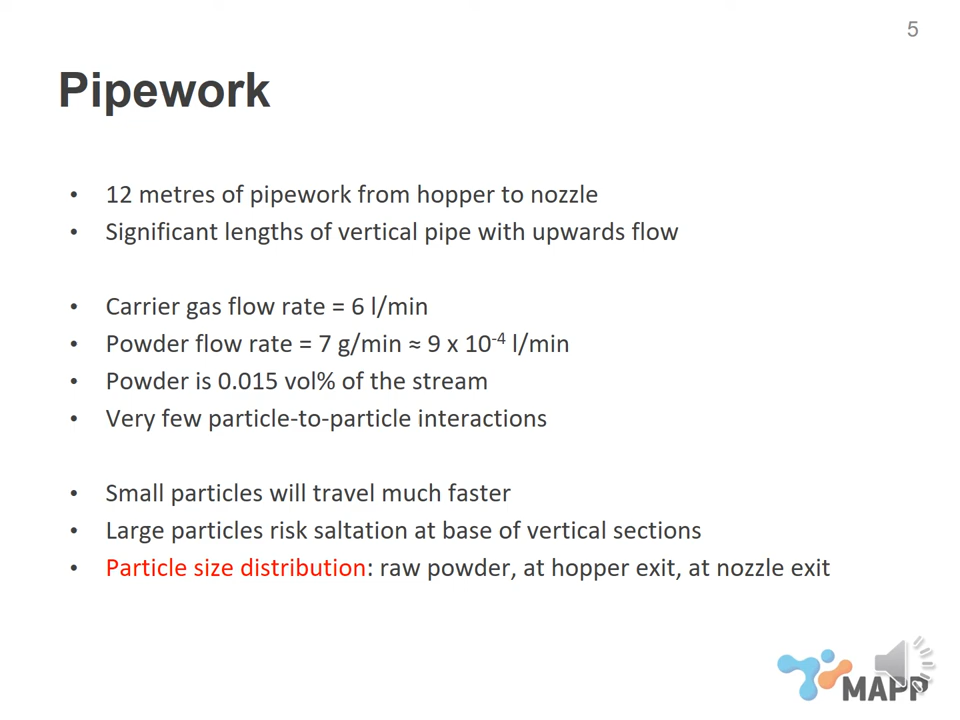 5
Pipework
• 12 metres of pipework from hopper to nozzle
• Significant lengths of vertical pipe with upwards flow
• Carrier gas flow rate = 6 l/min
• Powder flow rate = 7 g/min ≈ 9 x 10⁻⁴ l/min
• Powder is 0.015 vol% of the stream
• Very few particle-to-particle interactions
• Small particles will travel much faster
• Large particles risk saltation at base of vertical sections
• Particle size distribution: raw powder, at hopper exit, at nozzle exit
MAPP